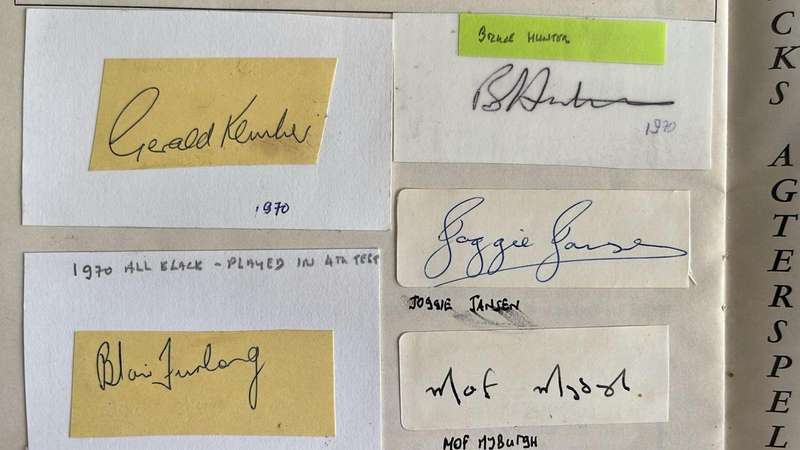 Gerald Kember
1970
1970 ALL BLACK - PLAYED IN 4TH TEST
Blair Furlong
BRUCE HUNTER
B Hunter
1970
Joggie Jansen
JOGGIE JANSEN
Mof Myburgh
MOF MYBURGH
CKS AGTERSPEL